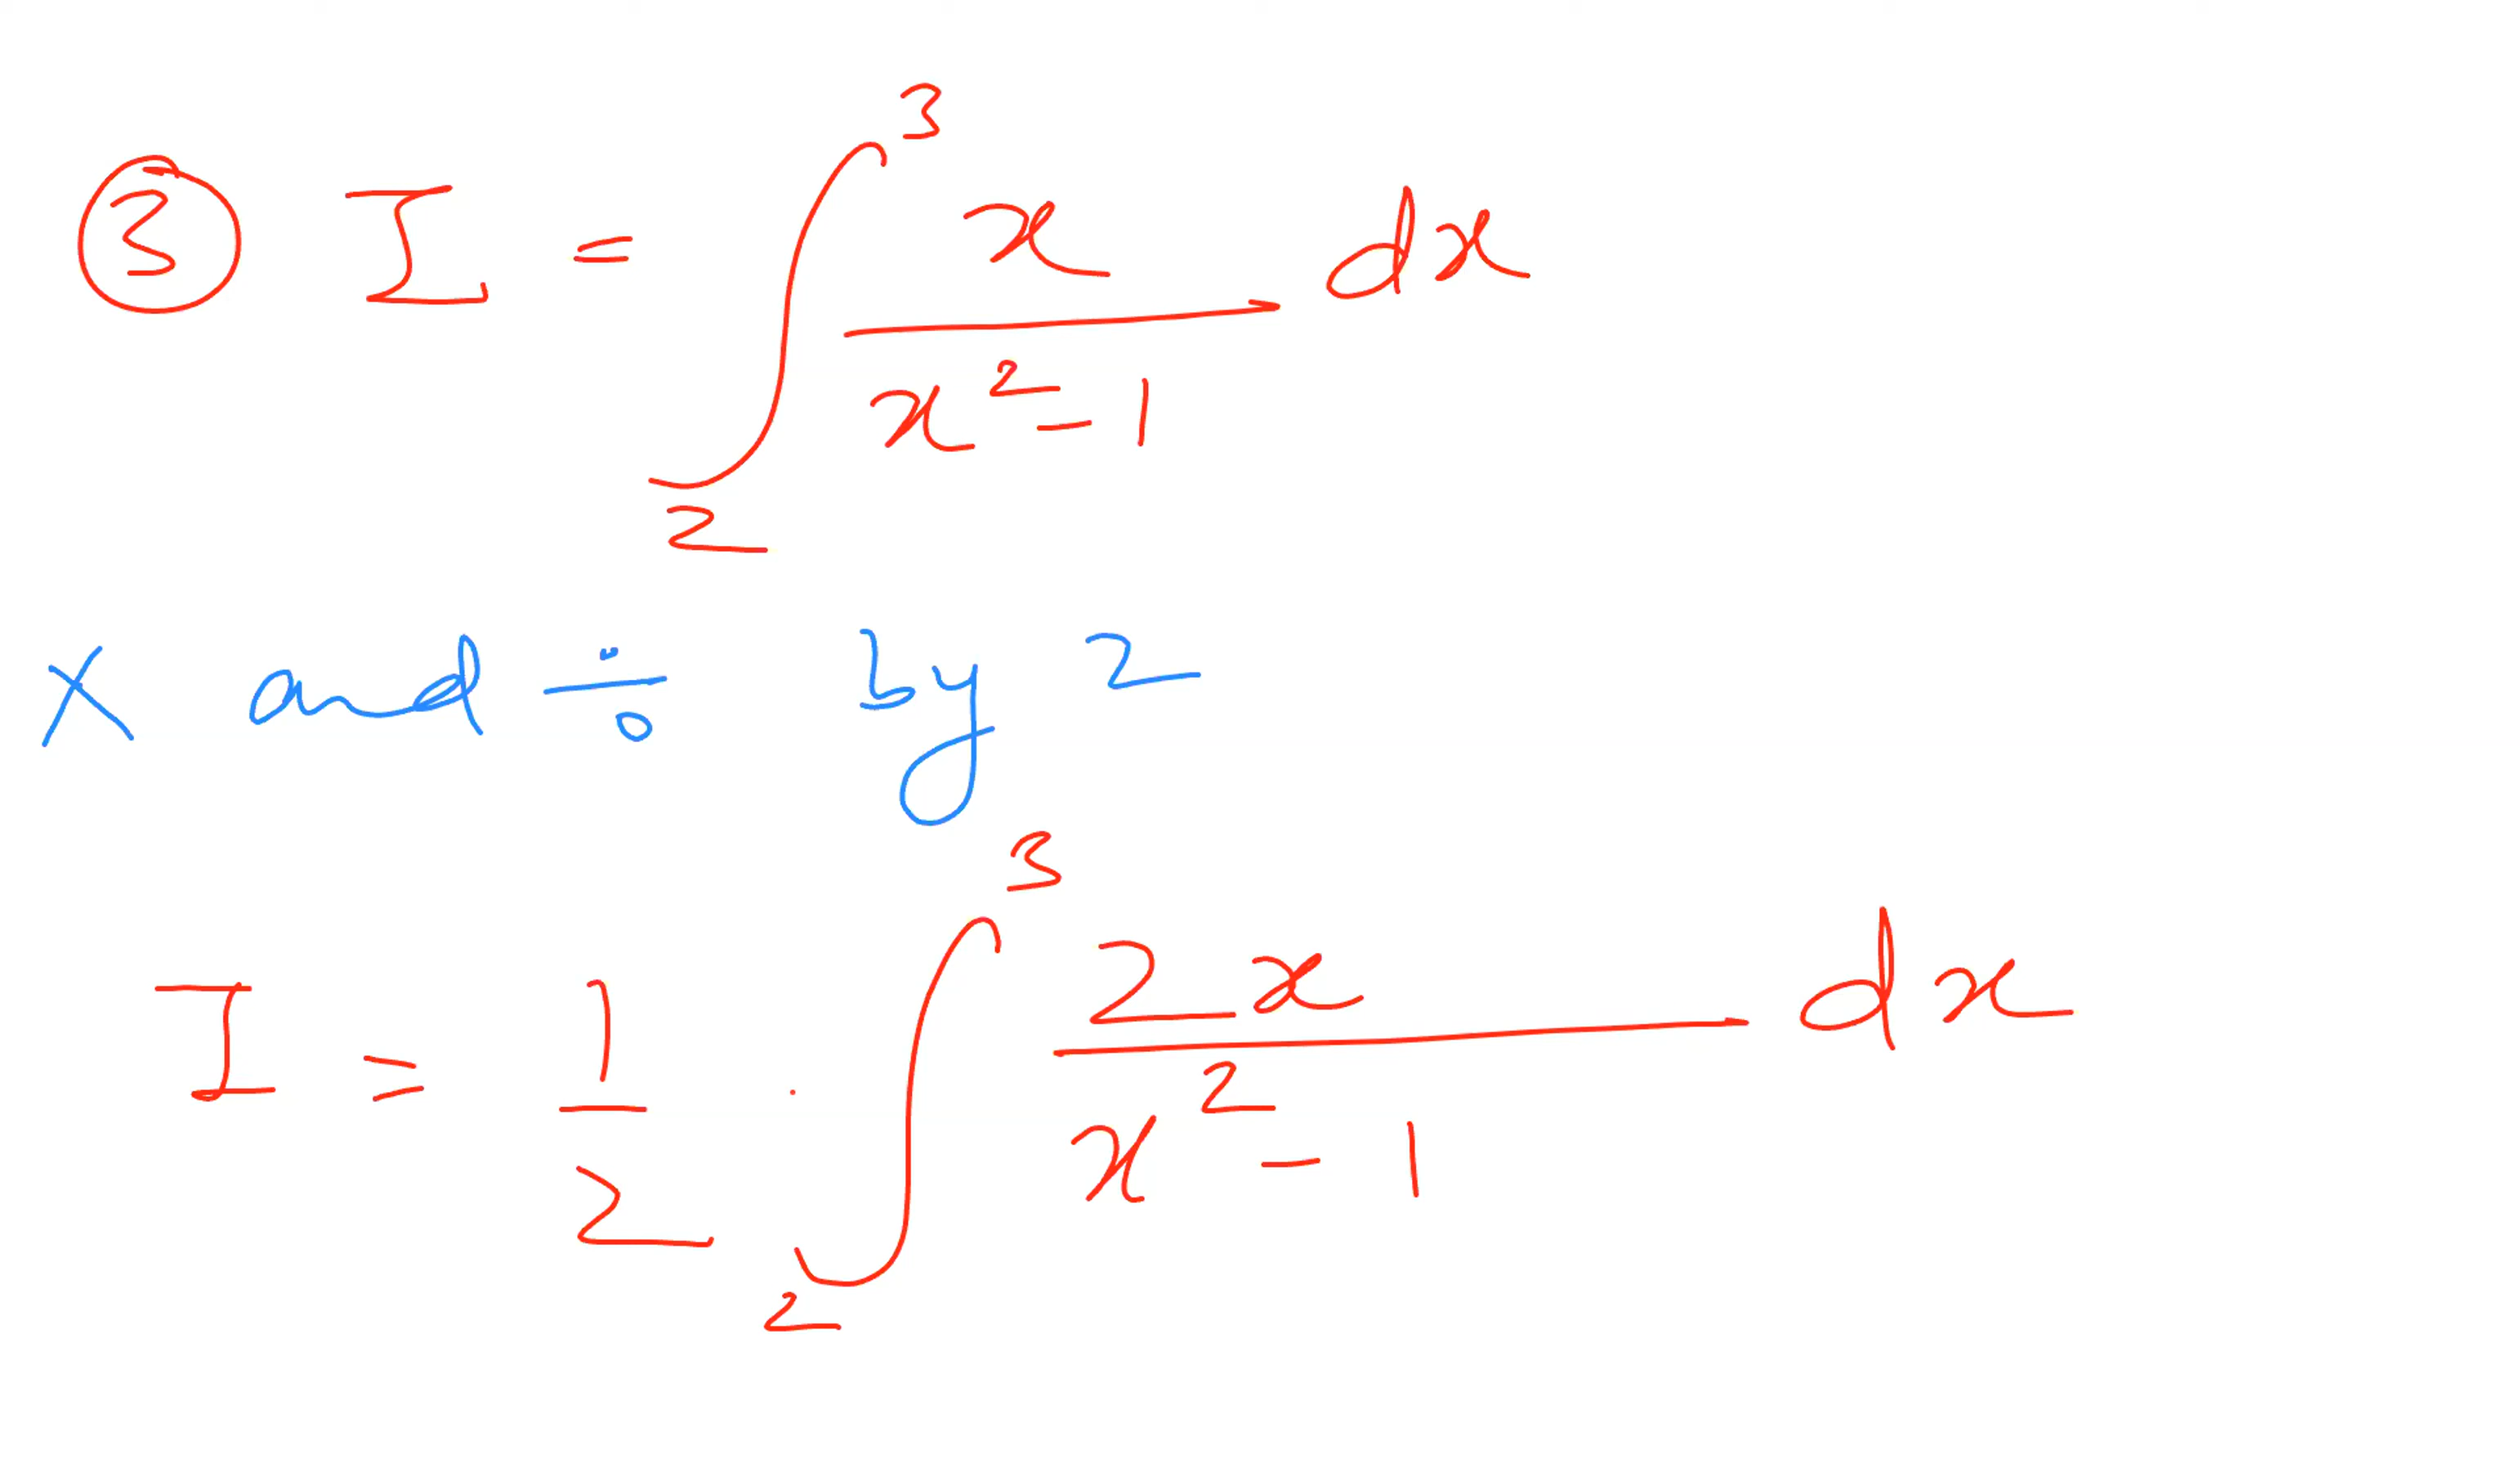 ③ I = ∫₂³ x/(x² - 1) dx
× and ÷ by 2
I = 1/2 · ∫₂³ 2x/(x² - 1) dx